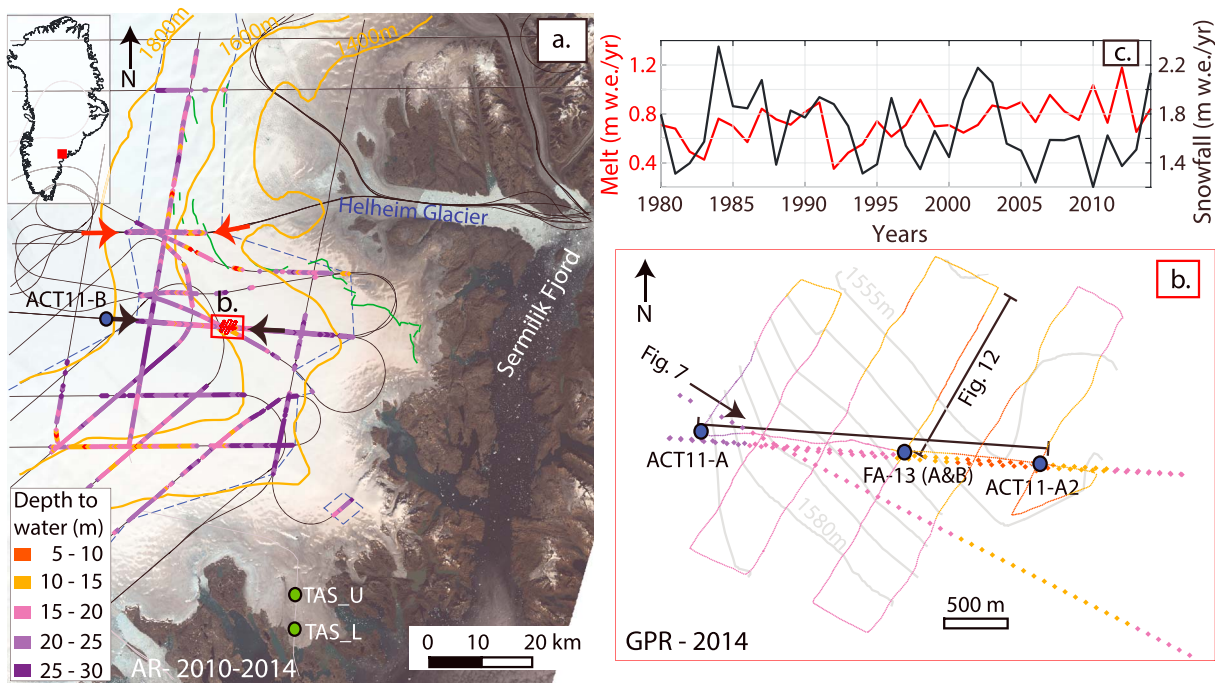 a.
1800m
1600m
1400m
N
Helheim Glacier
Sermilik Fjord
ACT11-B
b.
Depth to
water (m)
5 - 10
10 - 15
15 - 20
20 - 25
25 - 30
TAS_U
TAS_L
AR- 2010-2014
0 10 20 km
c.
Melt (m w.e./yr)
1.2
0.8
0.4
Snowfall (m w.e./yr)
2.2
1.8
1.4
1980 1985 1990 1995 2000 2005 2010
Years
b.
N
1555m
Fig. 7
Fig. 12
ACT11-A
FA-13 (A&B)
ACT11-A2
1580m
500 m
GPR - 2014